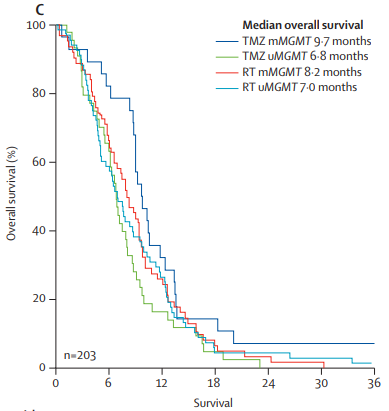 C
Median overall survival
TMZ mMGMT 9·7 months
TMZ uMGMT 6·8 months
RT mMGMT 8·2 months
RT uMGMT 7·0 months
100
80
60
40
20
0
Overall survival (%)
n=203
0 6 12 18 24 30 36
Survival